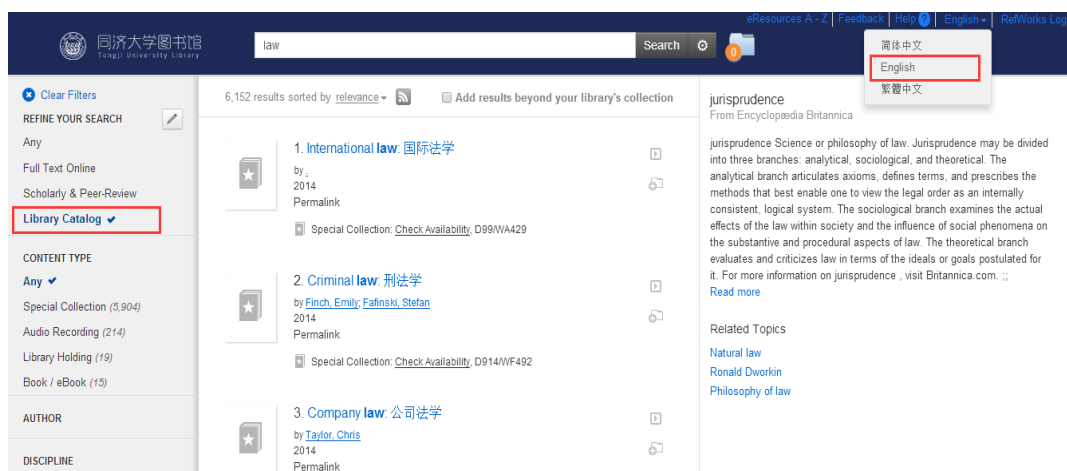 eResources A - Z | Feedback | Help ? | English | RefWorks Log
同济大学图书馆
Tongji University Library
law
Search
0
简体中文
English
繁體中文
Clear Filters
REFINE YOUR SEARCH
Any
Full Text Online
Scholarly & Peer-Review
Library Catalog
CONTENT TYPE
Any
Special Collection (5,904)
Audio Recording (214)
Library Holding (19)
Book / eBook (15)
AUTHOR
DISCIPLINE
6,152 results sorted by relevance
Add results beyond your library's collection
1. International law: 国际法学
by .
2014
Permalink
Special Collection: Check Availability, D99/WA429
2. Criminal law: 刑法学
by Finch, Emily; Fafinski, Stefan
2014
Permalink
Special Collection: Check Availability, D914/WF492
3. Company law: 公司法学
by Taylor, Chris
2014
Permalink
jurisprudence
From Encyclopædia Britannica
jurisprudence Science or philosophy of law. Jurisprudence may be divided
into three branches: analytical, sociological, and theoretical. The
analytical branch articulates axioms, defines terms, and prescribes the
methods that best enable one to view the legal order as an internally
consistent, logical system. The sociological branch examines the actual
effects of the law within society and the influence of social phenomena on
the substantive and procedural aspects of law. The theoretical branch
evaluates and criticizes law in terms of the ideals or goals postulated for
it. For more information on jurisprudence , visit Britannica.com. ;;
Read more
Related Topics
Natural law
Ronald Dworkin
Philosophy of law